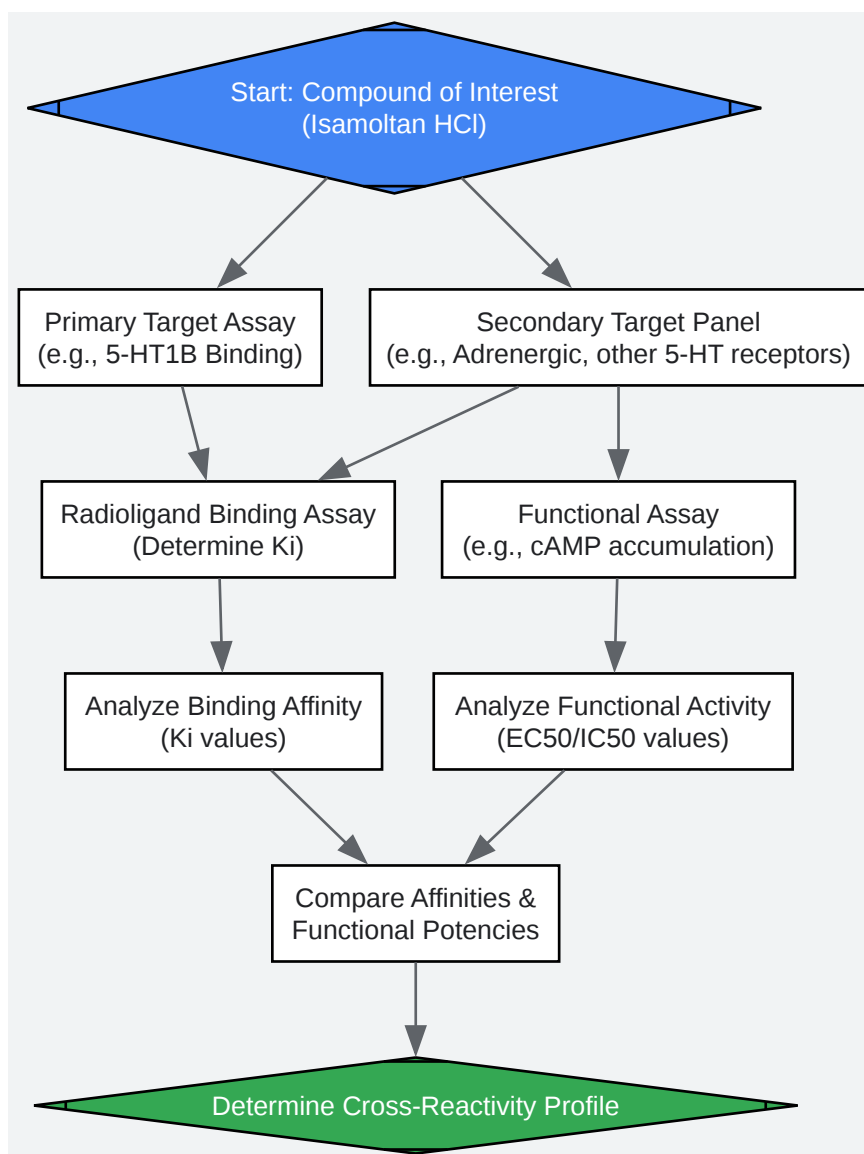 Start: Compound of Interest
(Isamoltan HCl)
Primary Target Assay
(e.g., 5-HT1B Binding)
Secondary Target Panel
(e.g., Adrenergic, other 5-HT receptors)
Radioligand Binding Assay
(Determine Ki)
Functional Assay
(e.g., cAMP accumulation)
Analyze Binding Affinity
(Ki values)
Analyze Functional Activity
(EC50/IC50 values)
Compare Affinities &
Functional Potencies
Determine Cross-Reactivity Profile